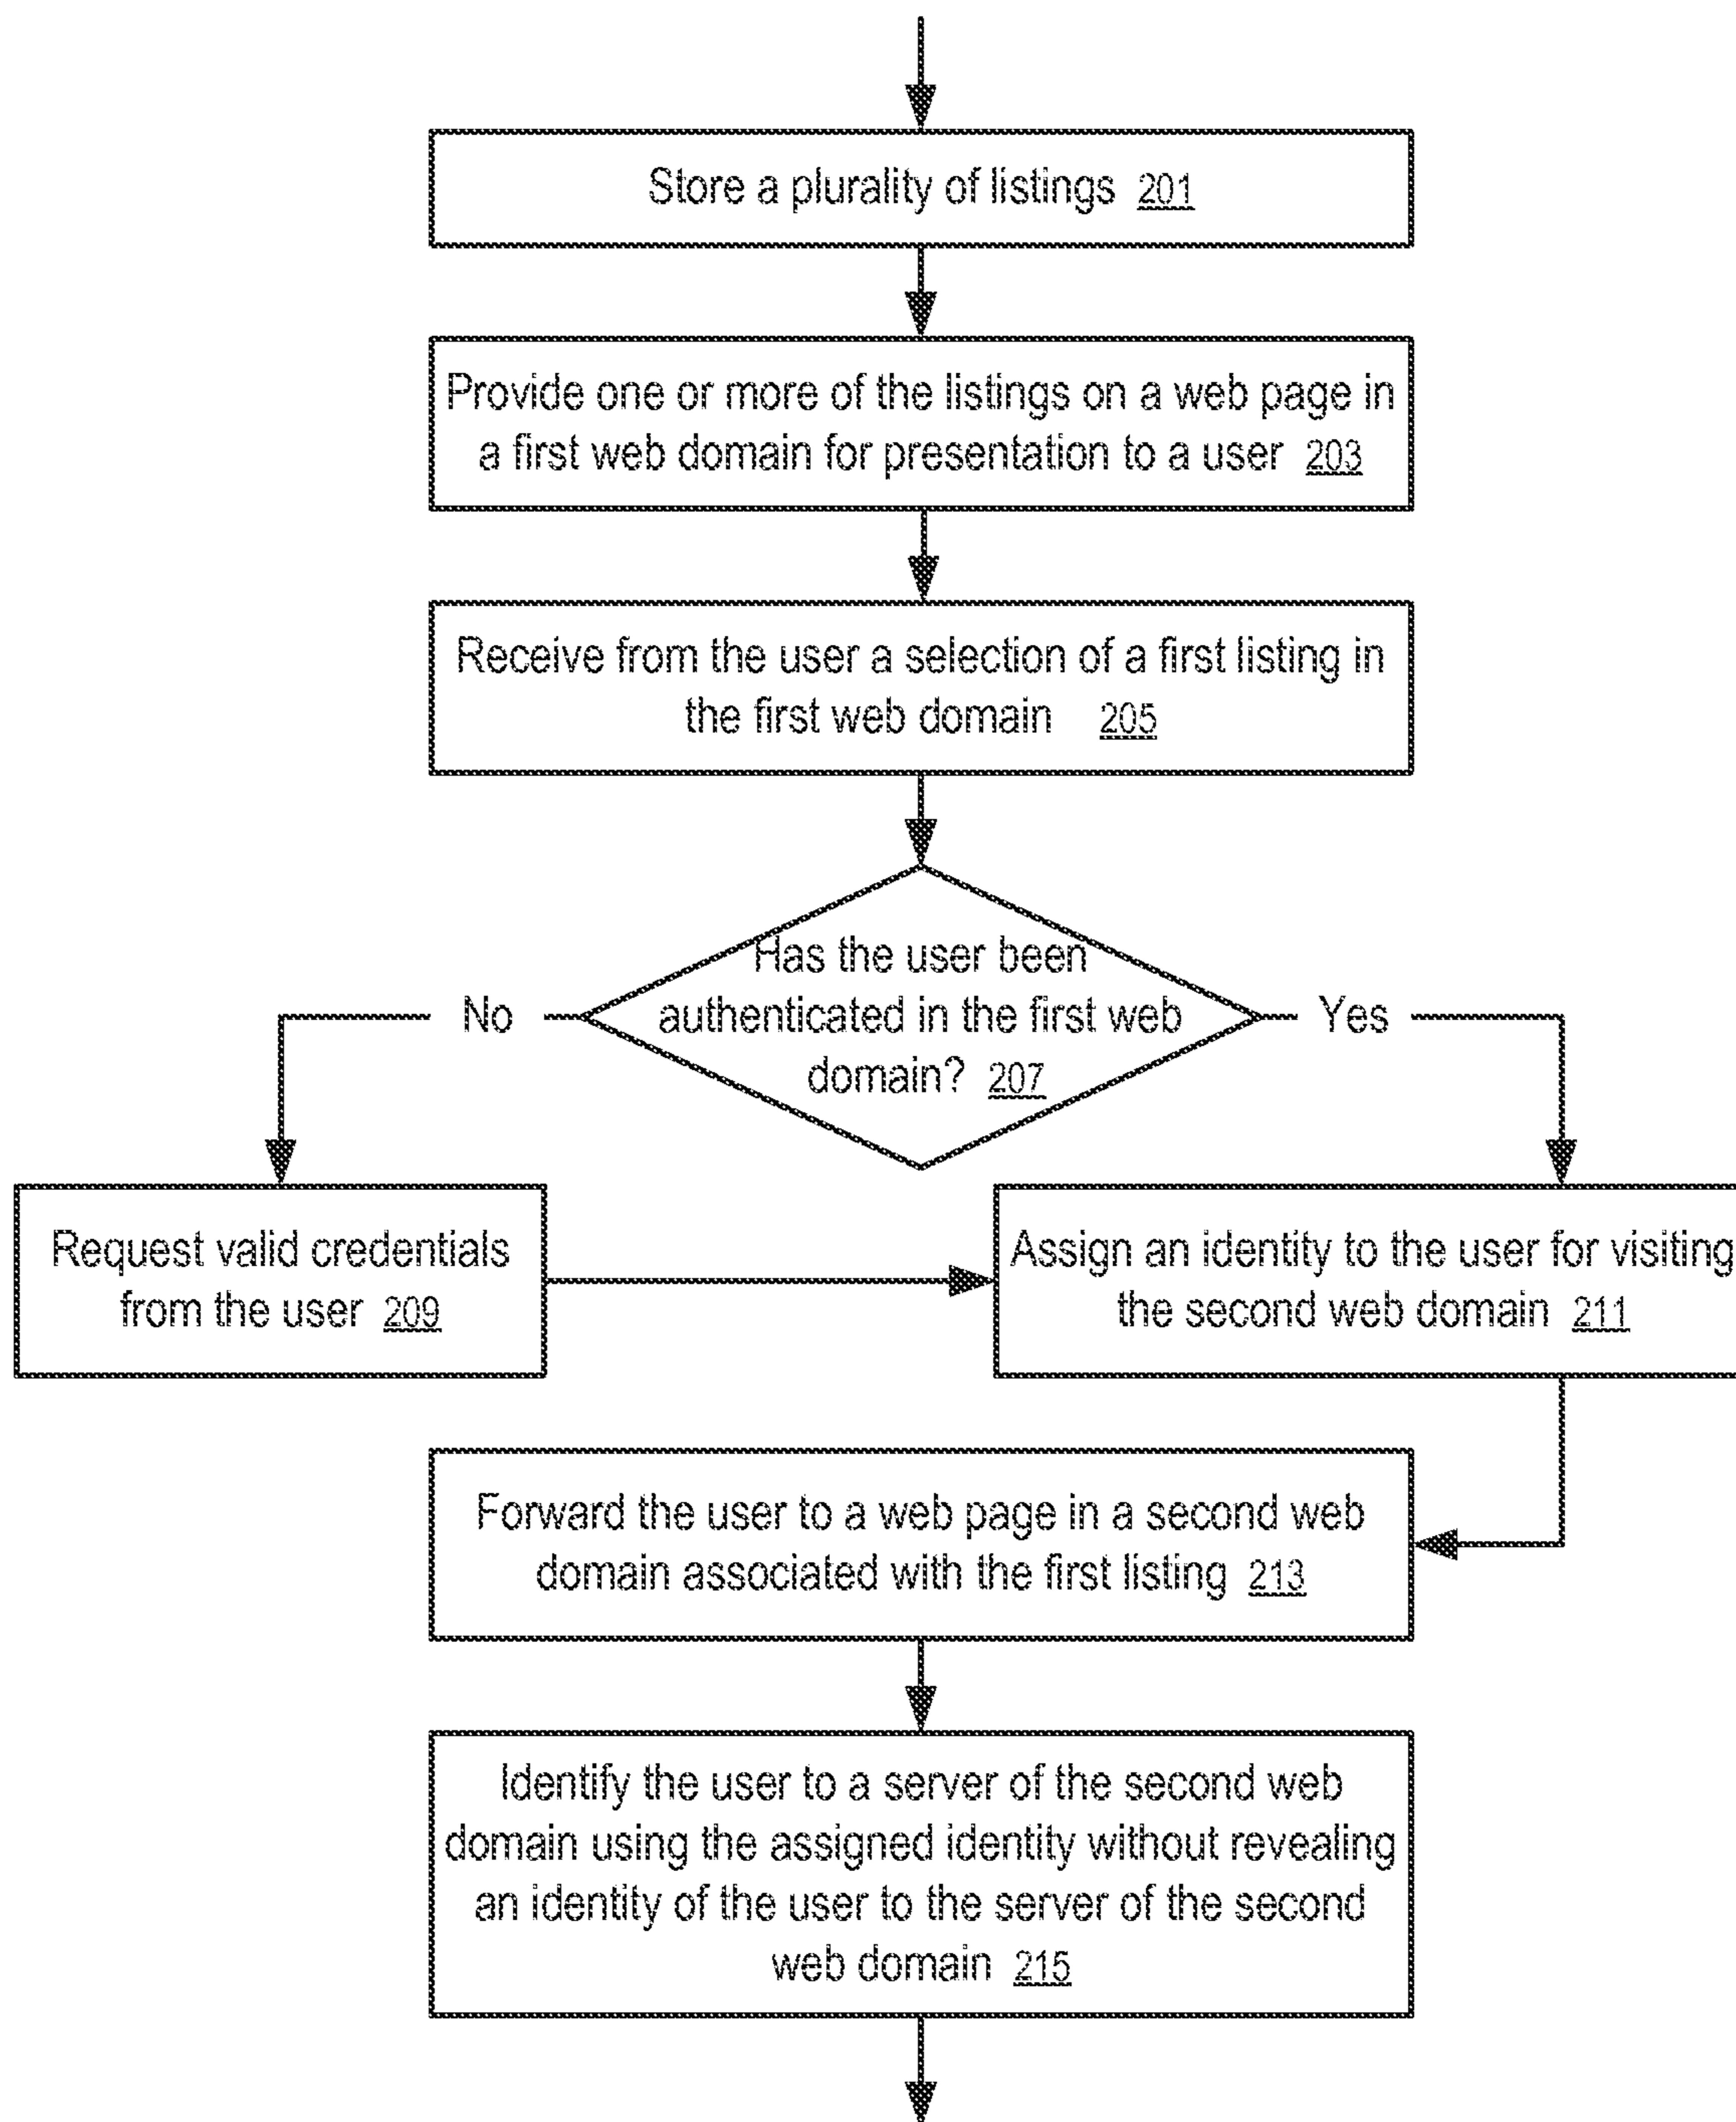 Store a plurality of listings 201
Provide one or more of the listings on a web page in
a first web domain for presentation to a user 203
Receive from the user a selection of a first listing in
the first web domain 205
Has the user been
authenticated in the first web
domain? 207
No
Yes
Request valid credentials
from the user 209
Assign an identity to the user for visiting
the second web domain 211
Forward the user to a web page in a second web
domain associated with the first listing 213
Identify the user to a server of the second web
domain using the assigned identity without revealing
an identity of the user to the server of the second
web domain 215